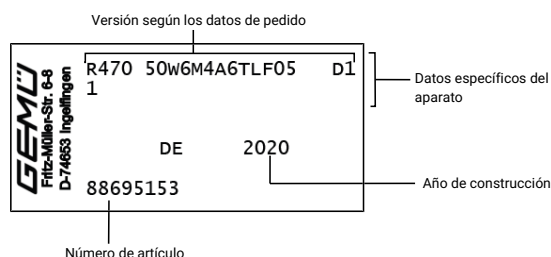 Versión según los datos de pedido
GEMÜ
Fritz-Müller-Str. 6-8
D-74653 Ingelfingen
R470 50W6M4A6TLF05 D1
1
Datos específicos del
aparato
DE 2020
Año de construcción
88695153
Número de artículo